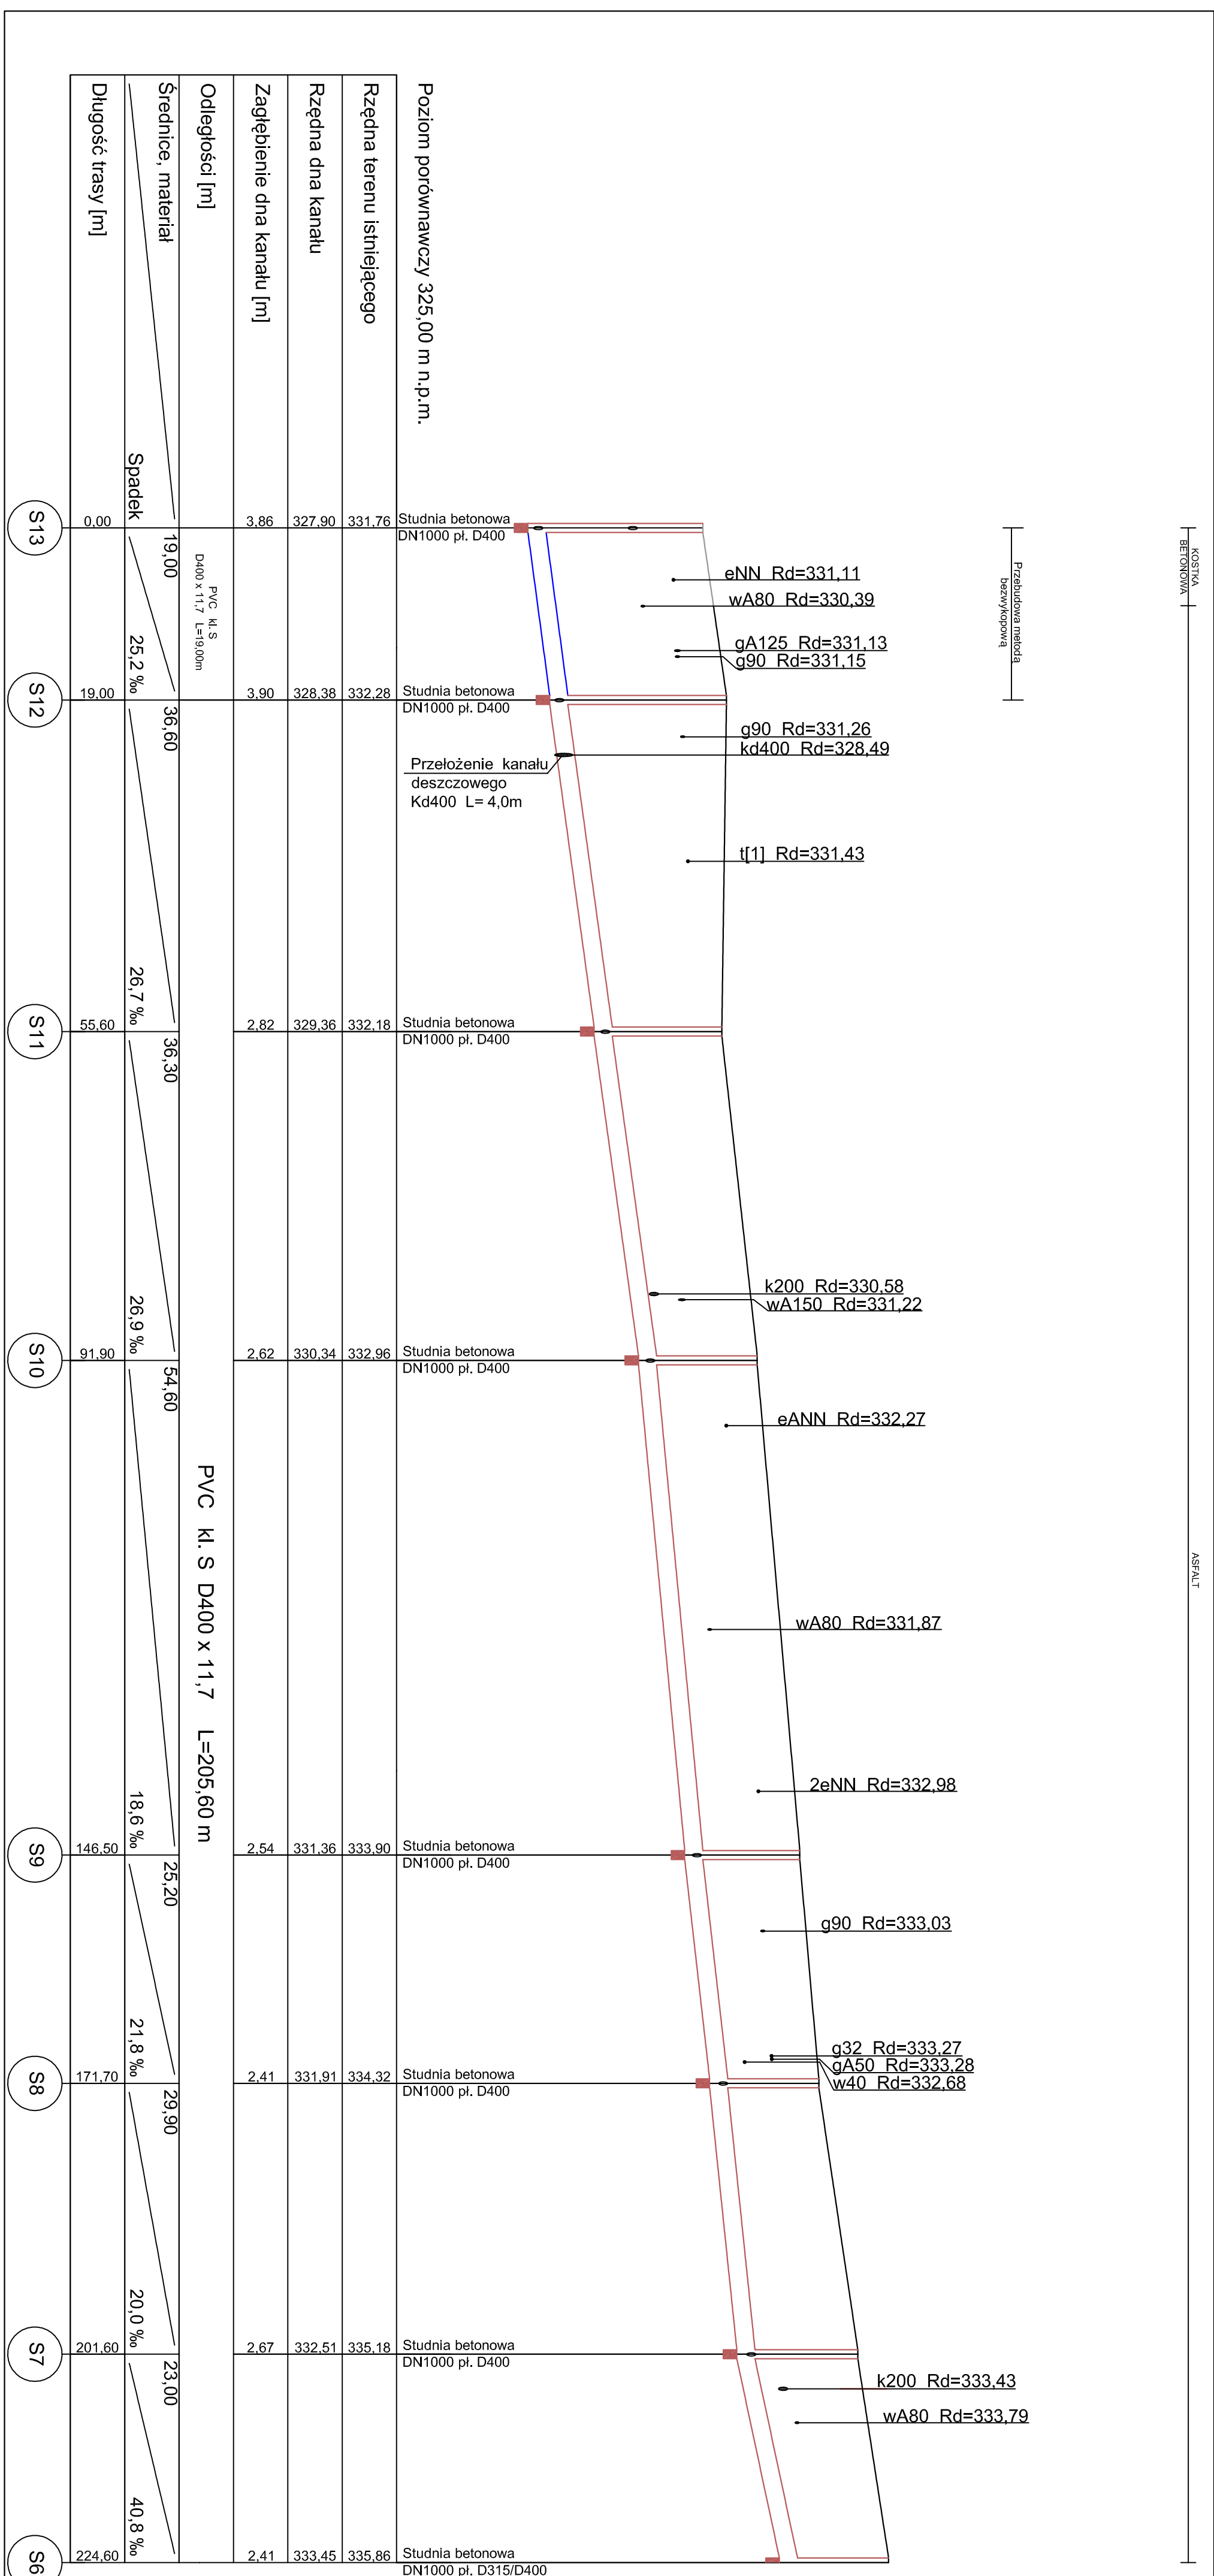 KOSTKA
BETONOWA
ASFALT
Przebudowa metodą
bezwykopową
eNN Rd=331,11
wA80 Rd=330,39
gA125 Rd=331,13
g90 Rd=331,15
g90 Rd=331,26
kd400 Rd=328,49
Przełożenie kanału
deszczowego
Kd400 L= 4,0m
t[1] Rd=331,43
k200 Rd=330,58
wA150 Rd=331,22
eANN Rd=332,27
wA80 Rd=331,87
2eNN Rd=332,98
g90 Rd=333,03
g32 Rd=333,27
gA50 Rd=333,28
w40 Rd=332,68
k200 Rd=333,43
wA80 Rd=333,79
Poziom porównawczy 325,00 m n.p.m.
Studnia betonowa
DN1000 pł. D400
Studnia betonowa
DN1000 pł. D400
Studnia betonowa
DN1000 pł. D400
Studnia betonowa
DN1000 pł. D400
Studnia betonowa
DN1000 pł. D400
Studnia betonowa
DN1000 pł. D400
Studnia betonowa
DN1000 pł. D400
Studnia betonowa
DN1000 pł. D315/D400
Rzędna terenu istniejącego
331,76 332,28 332,18 332,96 333,90 334,32 335,18 335,86
Rzędna dna kanału
327,90 328,38 329,36 330,34 331,36 331,91 332,51 333,45
Zagłębienie dna kanału [m]
3,86 3,90 2,82 2,62 2,54 2,41 2,67 2,41
Odległości [m]
PVC kl. S
D400 x 11,7 L=19,00m
PVC kl. S D400 x 11,7 L=205,60 m
Średnice, materiał
19,00 36,60 36,30 54,60 25,20 29,90 23,00
Spadek
25,2 ‰ 26,7 ‰ 26,9 ‰ 18,6 ‰ 21,8 ‰ 20,0 ‰ 40,8 ‰
Długość trasy [m]
0,00 19,00 55,60 91,90 146,50 171,70 201,60 224,60
S13 S12 S11 S10 S9 S8 S7 S6